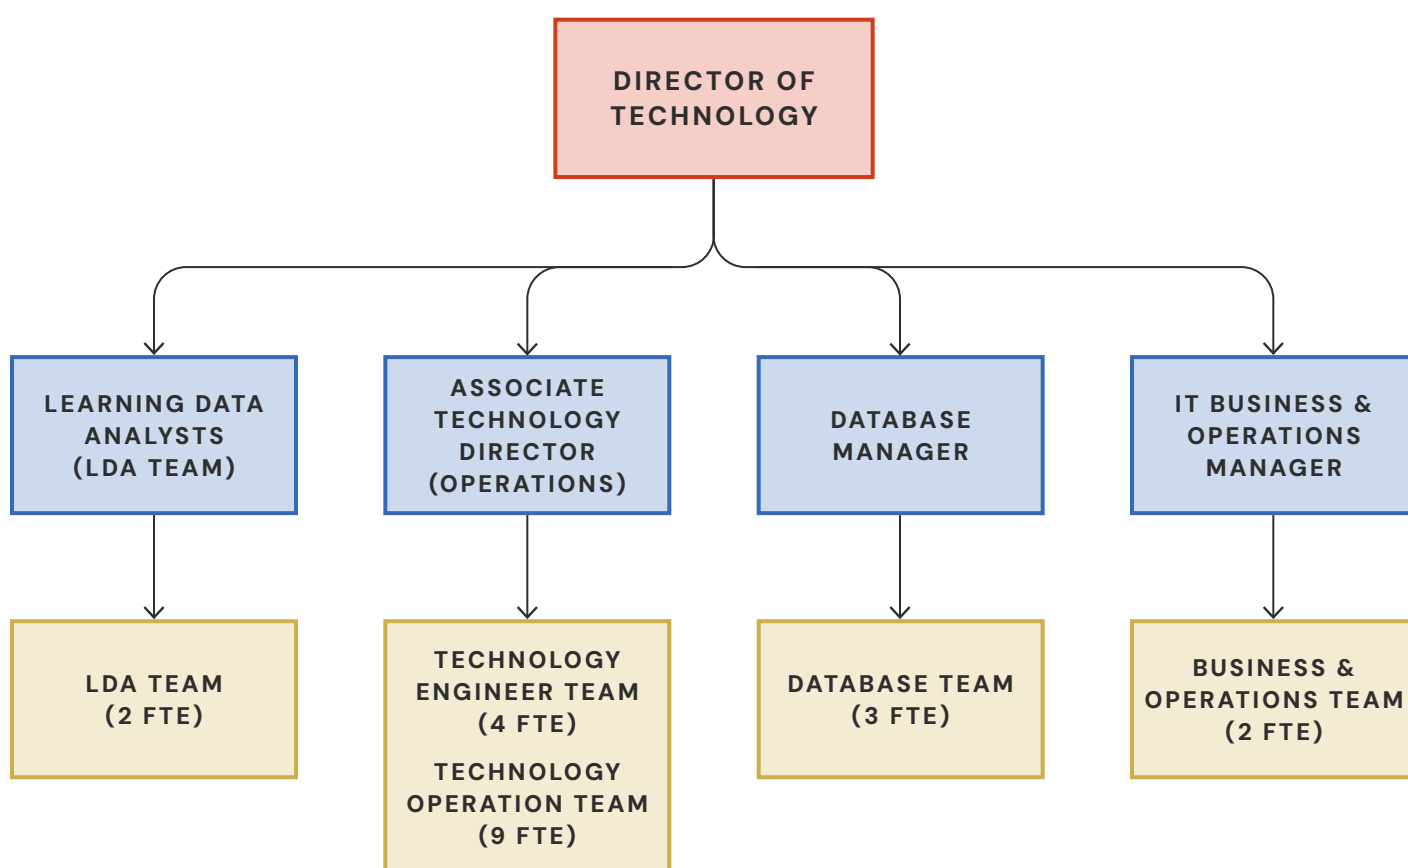 DIRECTOR OF
TECHNOLOGY
LEARNING DATA
ANALYSTS
(LDA TEAM)
ASSOCIATE
TECHNOLOGY
DIRECTOR
(OPERATIONS)
DATABASE
MANAGER
IT BUSINESS &
OPERATIONS
MANAGER
LDA TEAM
(2 FTE)
TECHNOLOGY
ENGINEER TEAM
(4 FTE)
TECHNOLOGY
OPERATION TEAM
(9 FTE)
DATABASE TEAM
(3 FTE)
BUSINESS &
OPERATIONS TEAM
(2 FTE)